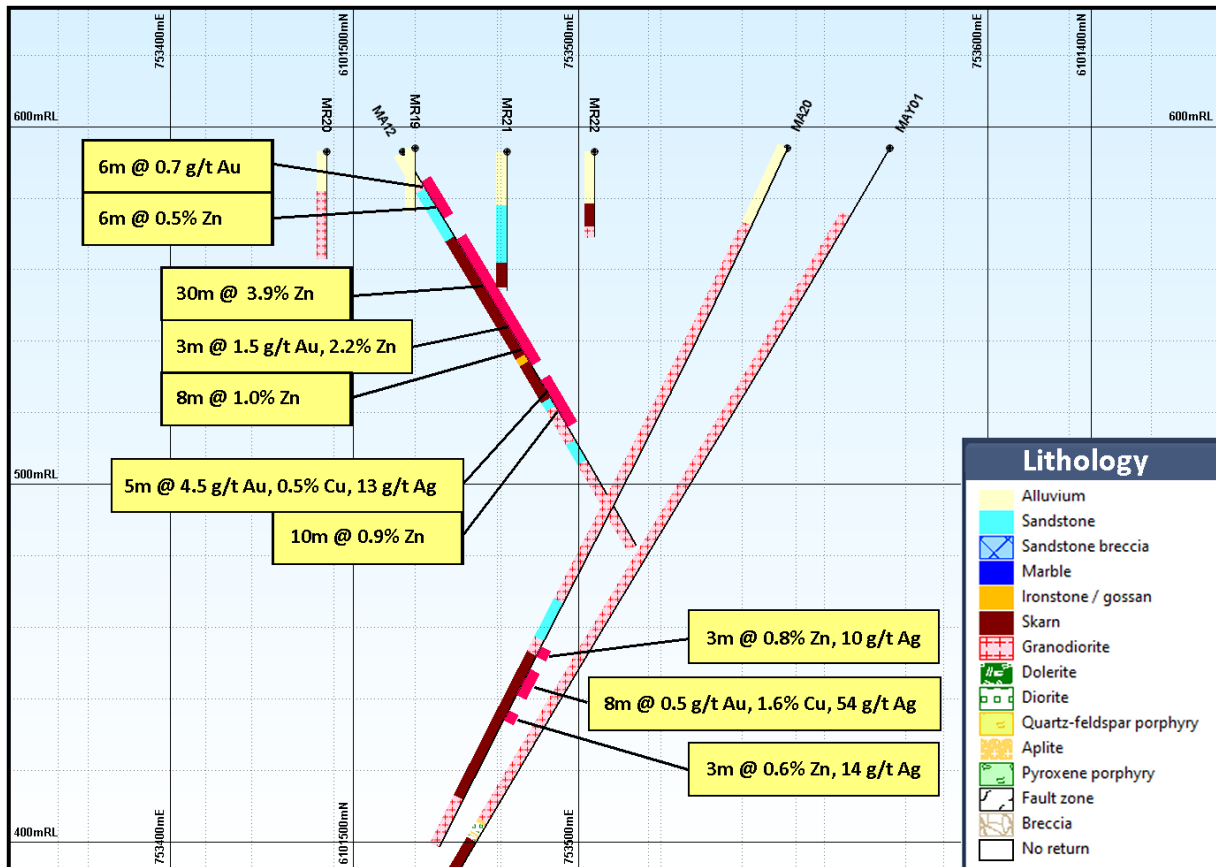 753400mE
6101500mN
753500mE
753600mE
6101400mN
600mRL
600mRL
MR20
MA12
MR19
MR21
MR22
MA20
MAY01
6m @ 0.7 g/t Au
6m @ 0.5% Zn
30m @ 3.9% Zn
3m @ 1.5 g/t Au, 2.2% Zn
8m @ 1.0% Zn
500mRL
500mRL
5m @ 4.5 g/t Au, 0.5% Cu, 13 g/t Ag
10m @ 0.9% Zn
3m @ 0.8% Zn, 10 g/t Ag
8m @ 0.5 g/t Au, 1.6% Cu, 54 g/t Ag
3m @ 0.6% Zn, 14 g/t Ag
Lithology
Alluvium
Sandstone
Sandstone breccia
Marble
Ironstone / gossan
Skarn
Granodiorite
Dolerite
Diorite
Quartz-feldspar porphyry
Aplite
Pyroxene porphyry
Fault zone
Breccia
No return
400mRL
753400mE
6101500mN
753500mE